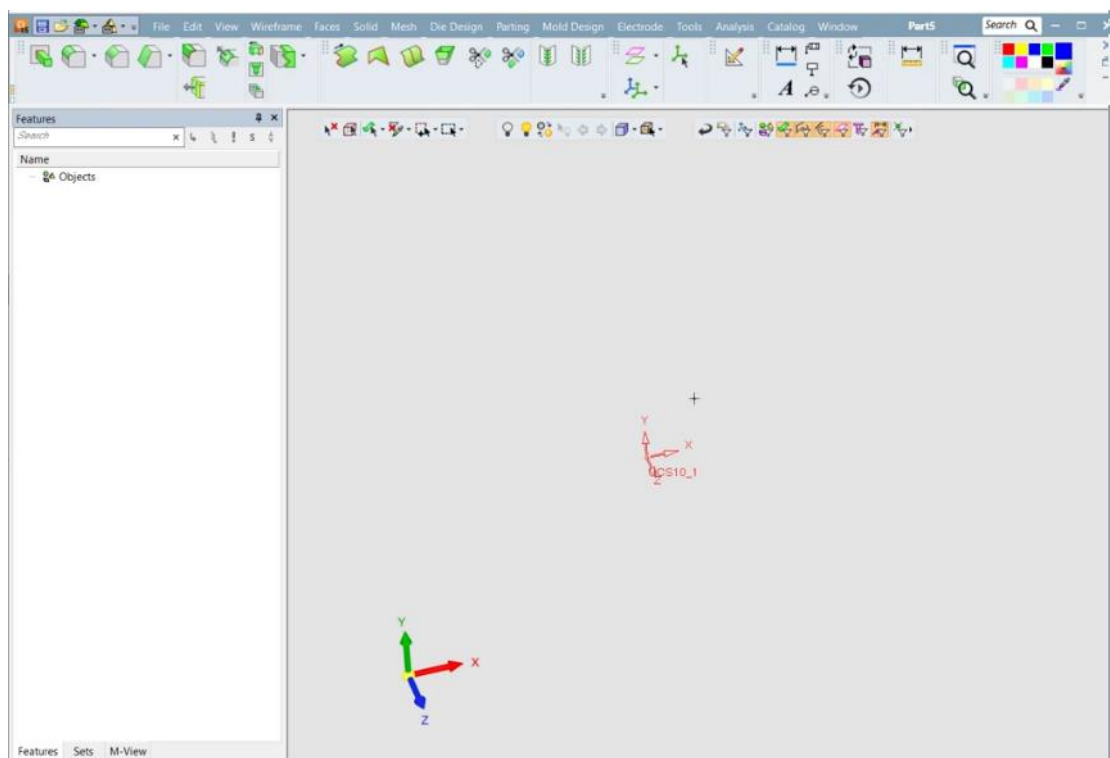 File Edit View Wireframe Faces Solid Mesh Die Design Parting Mold Design Electrode Tools Analysis Catalog Window Part5 Search
A
Features
Search
S
Name
Objects
Y
X
UCS10_1
Z
Y
X
Z
Features Sets M-View